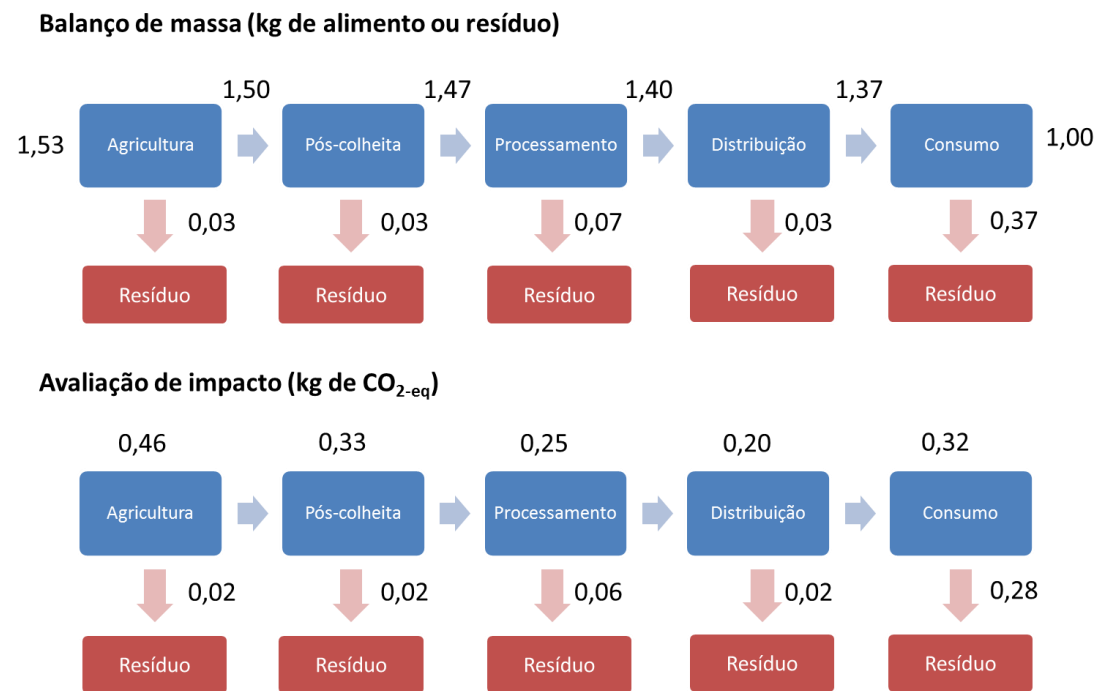 Balanço de massa (kg de alimento ou resíduo)
1,50 1,47 1,40 1,37
1,53 Agricultura Pós-colheita Processamento Distribuição Consumo 1,00
0,03 0,03 0,07 0,03 0,37
Resíduo Resíduo Resíduo Resíduo Resíduo
Avaliação de impacto (kg de CO2-eq)
0,46 0,33 0,25 0,20 0,32
Agricultura Pós-colheita Processamento Distribuição Consumo
0,02 0,02 0,06 0,02 0,28
Resíduo Resíduo Resíduo Resíduo Resíduo